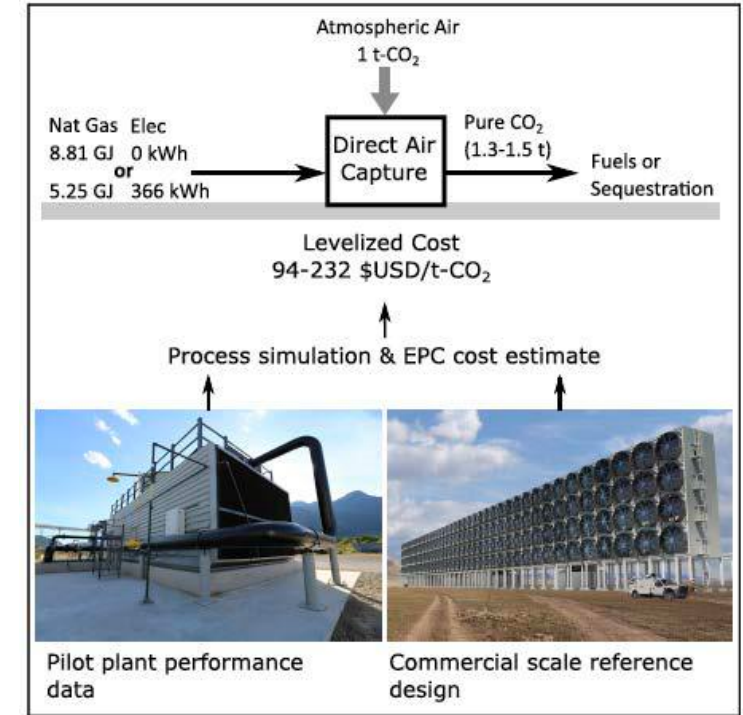 Atmospheric Air
1 t-CO₂
Nat Gas Elec
8.81 GJ 0 kWh
or
5.25 GJ 366 kWh
Direct Air
Capture
Pure CO₂
(1.3-1.5 t)
Fuels or
Sequestration
Levelized Cost
94-232 $USD/t-CO₂
Process simulation & EPC cost estimate
Pilot plant performance
data
Commercial scale reference
design